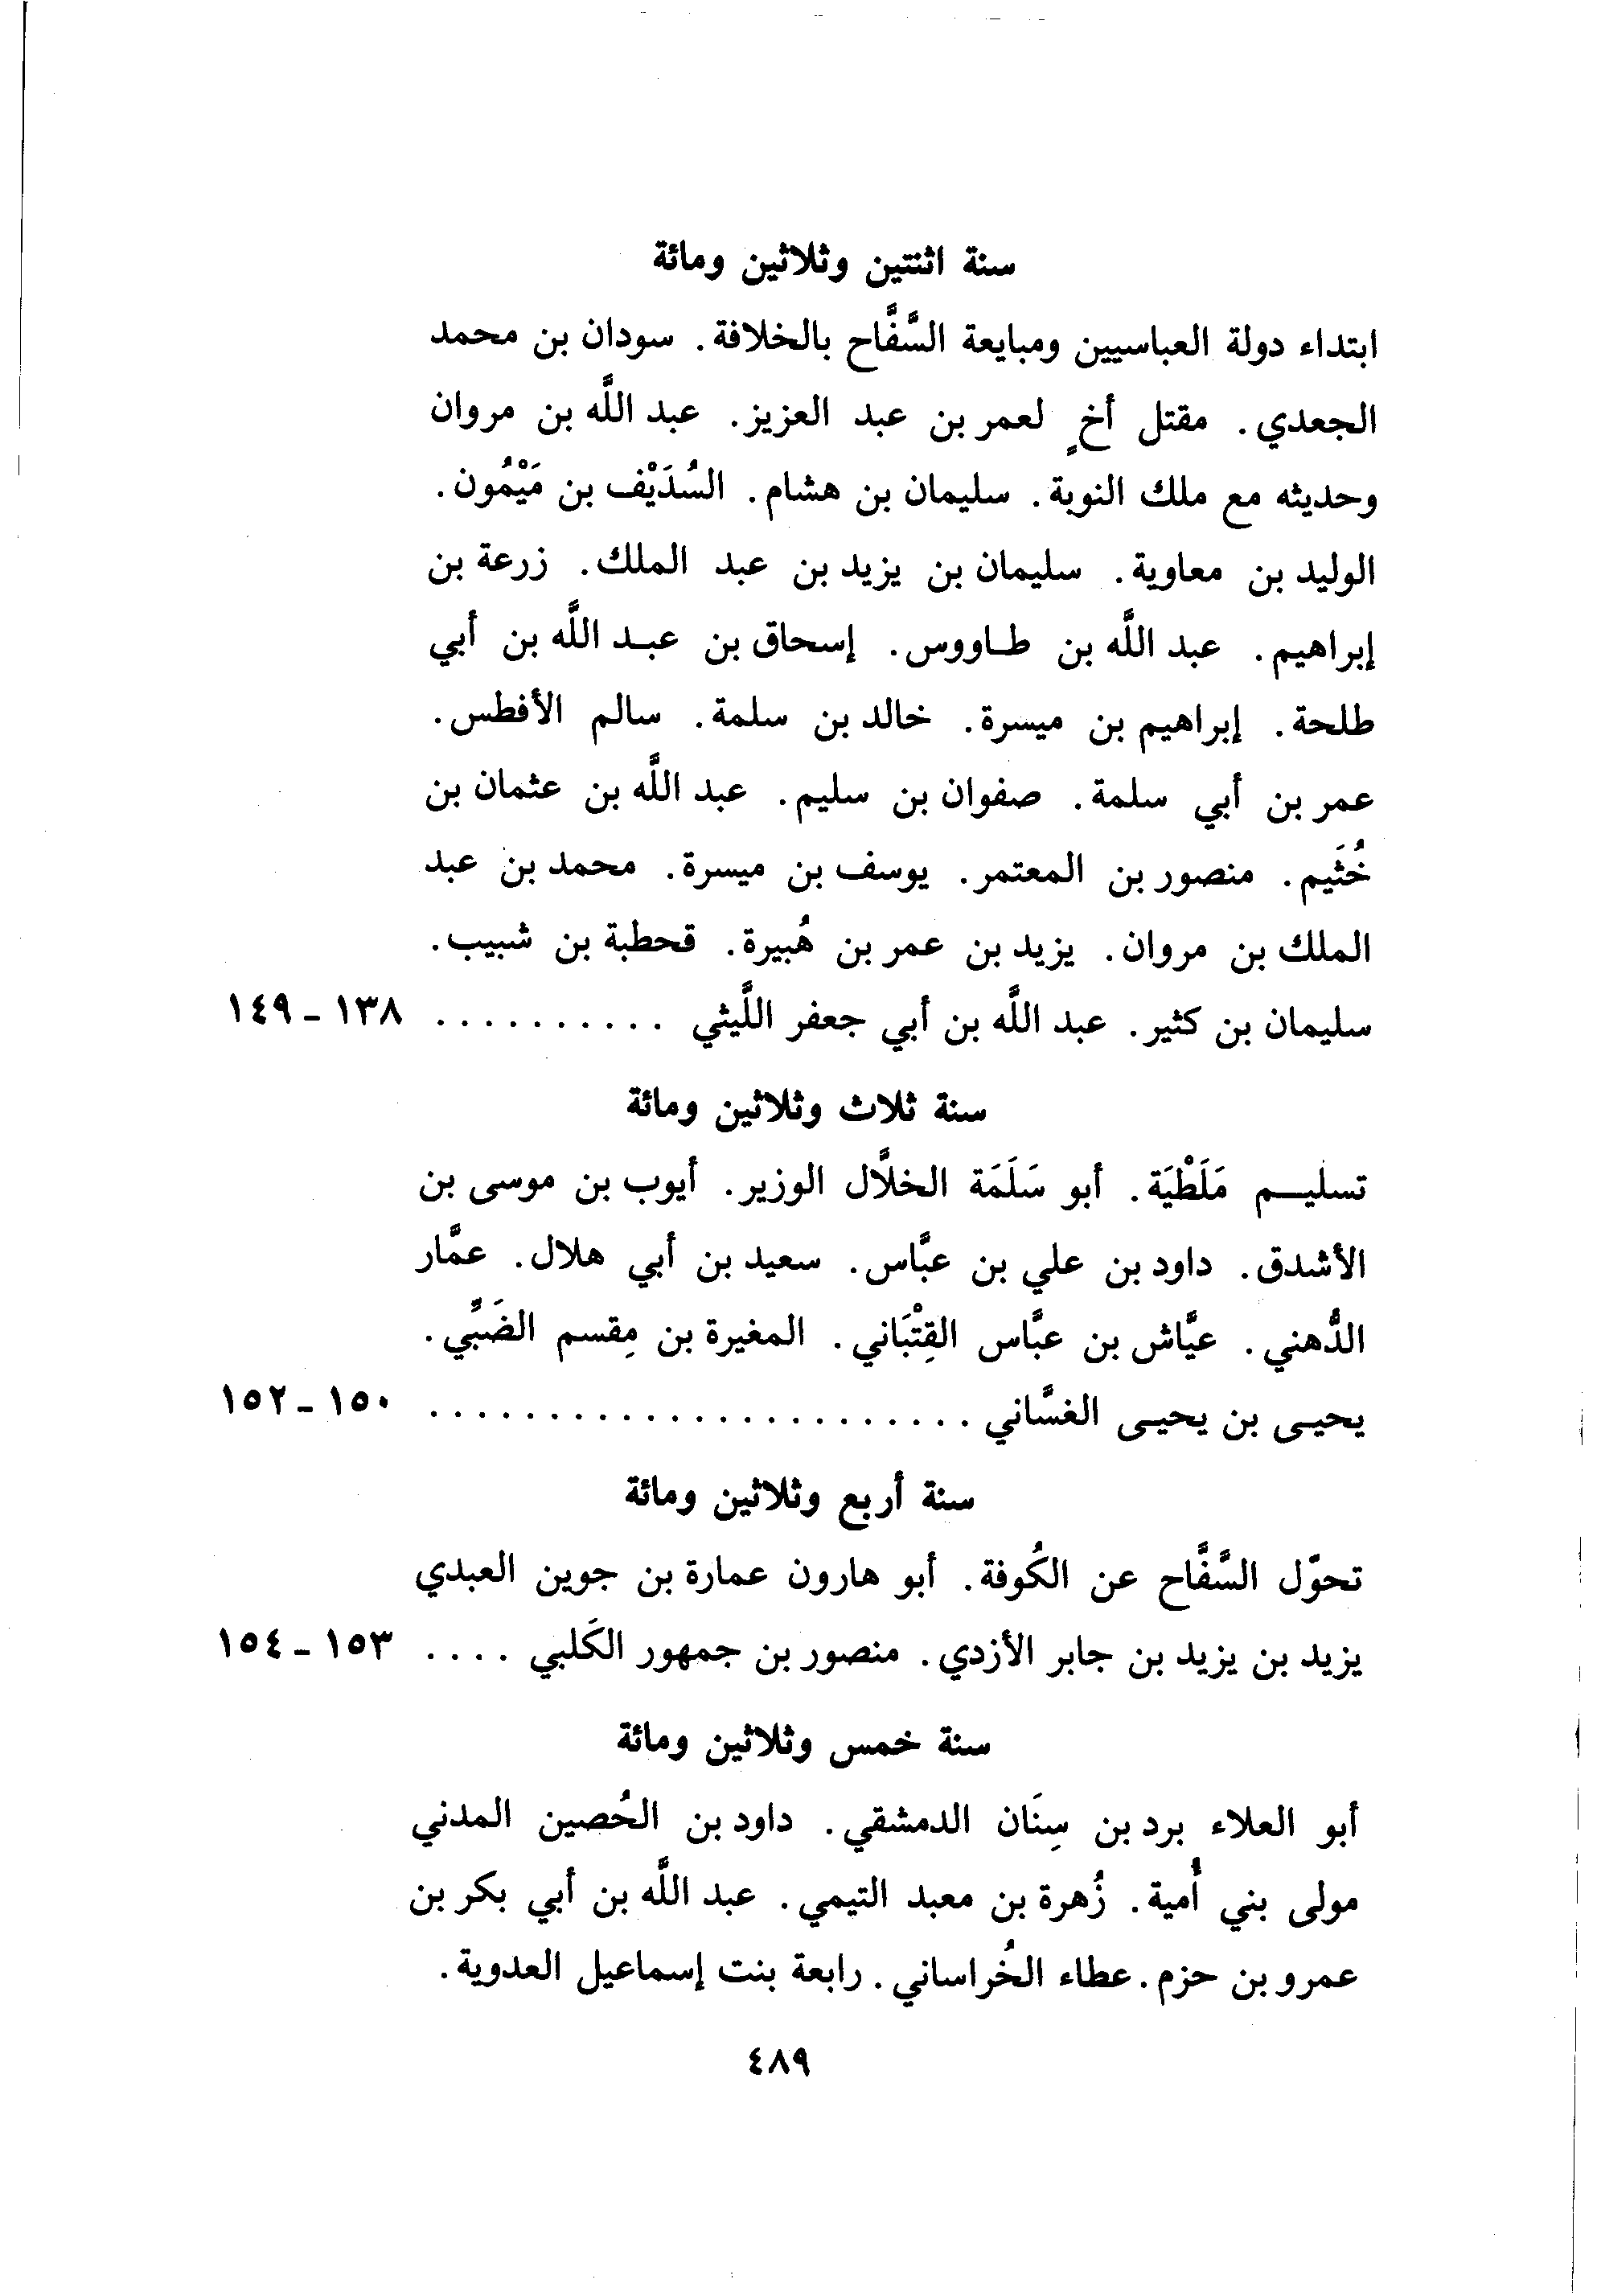 سنة اثنتين وثلاثين ومائة
ابتداء دولة العباسيين ومبايعة السَّفَّاح بالخلافة. سودان بن محمد
الجعدي. مقتل أخٍ لعمر بن عبد العزيز. عبد اللَّه بن مروان
وحديثه مع ملك النوبة. سليمان بن هشام. السُدَيْف بن مَيْمُون.
الوليد بن معاوية. سليمان بن يزيد بن عبد الملك. زرعة بن
إبراهيم. عبد اللَّه بن طاووس. إسحاق بن عبد اللَّه بن أبي
طلحة. إبراهيم بن ميسرة. خالد بن سلمة. سالم الأفطس.
عمر بن أبي سلمة. صفوان بن سليم. عبد اللَّه بن عثمان بن
خُثَيم. منصور بن المعتمر. يوسف بن ميسرة. محمد بن عبد
الملك بن مروان. يزيد بن عمر بن هُبيرة. قحطبة بن شبيب.
سليمان بن كثير. عبد اللَّه بن أبي جعفر اللَّيثي . . . . . . . . . . ١٣٨ - ١٤٩
سنة ثلاث وثلاثين ومائة
تسليم مَلَطْيَة. أبو سَلَمَة الخلَّال الوزير. أيوب بن موسى بن
الأشدق. داود بن علي بن عبَّاس. سعيد بن أبي هلال. عمَّار
الدُّهني. عيَّاش بن عبَّاس القِتْبَاني. المغيرة بن مِقسم الضَبِّي.
يحيى بن يحيى الغسَّاني . . . . . . . . . . . . . . . . . . . . . . . ١٥٠ - ١٥٢
سنة أربع وثلاثين ومائة
تحوّل السَّفَّاح عن الكُوفة. أبو هارون عمارة بن جوين العبدي
يزيد بن يزيد بن جابر الأزدي. منصور بن جمهور الكَلبي . . . . ١٥٣ - ١٥٤
سنة خمس وثلاثين ومائة
أبو العلاء برد بن سِنَان الدمشقي. داود بن الحُصين المدني
مولى بني أُمية. زُهرة بن معبد التيمي. عبد اللَّه بن أبي بكر بن
عمرو بن حزم. عطاء الخُراساني. رابعة بنت إسماعيل العدوية.
٤٨٩